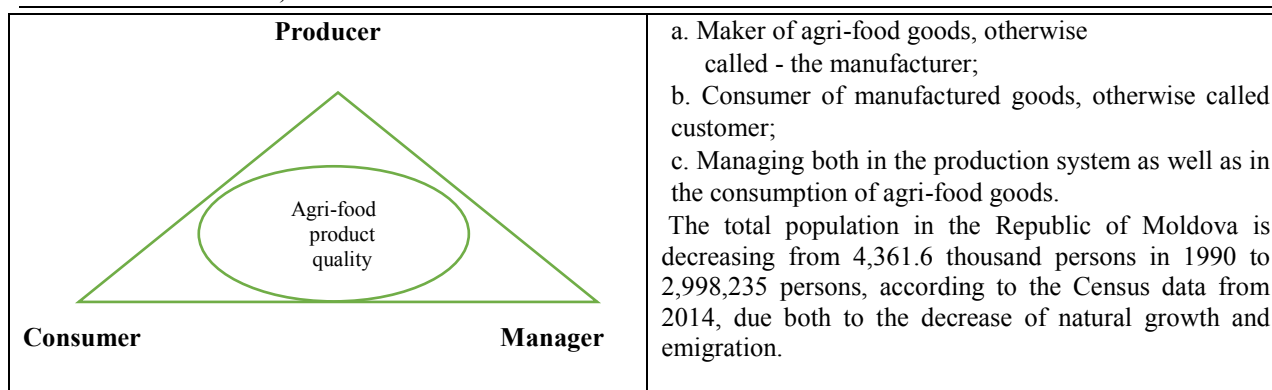 Producer
Agri-food
product
quality
Consumer
Manager
a. Maker of agri-food goods, otherwise
called - the manufacturer;
b. Consumer of manufactured goods, otherwise called
customer;
c. Managing both in the production system as well as in
the consumption of agri-food goods.
The total population in the Republic of Moldova is
decreasing from 4,361.6 thousand persons in 1990 to
2,998,235 persons, according to the Census data from
2014, due both to the decrease of natural growth and
emigration.